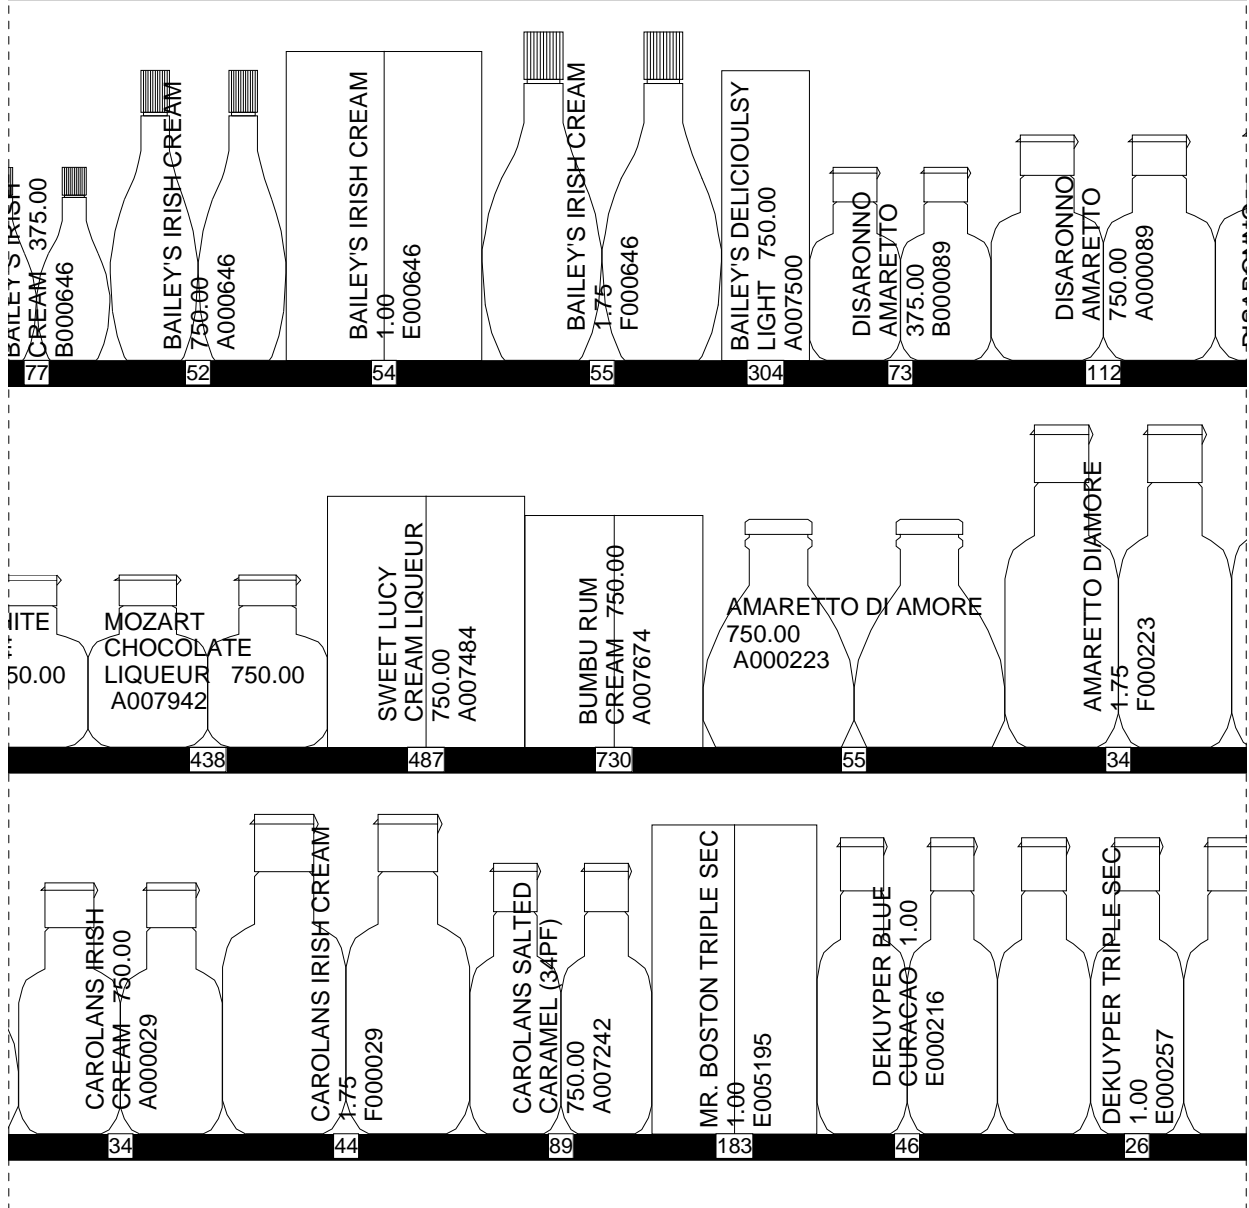 BAILEY'S IRISH
CREAM 375.00
B000646
BAILEY'S IRISH CREAM
750.00
A000646
BAILEY'S IRISH CREAM
1.00
E000646
BAILEY'S IRISH CREAM
1.75
F000646
BAILEY'S DELICIOULSY
LIGHT 750.00
A007500
DISARONNO
AMARETTO
375.00
B000089
DISARONNO
AMARETTO
750.00
A000089
77 52 54 55 304 73 112
50.00
MOZART
CHOCOLATE
LIQUEUR 750.00
A007942
SWEET LUCY
CREAM LIQUEUR
750.00
A007484
BUMBU RUM
CREAM 750.00
A007674
AMARETTO DI AMORE
750.00
A000223
AMARETTO DIAMORE
1.75
F000223
438 487 730 55 34
CAROLANS IRISH
CREAM 750.00
A000029
CAROLANS IRISH CREAM
1.75
F000029
CAROLANS SALTED
CARAMEL (34PF)
750.00
A007242
MR. BOSTON TRIPLE SEC
1.00
E005195
DEKUYPER BLUE
CURACAO 1.00
E000216
DEKUYPER TRIPLE SEC
1.00
E000257
34 44 89 183 46 26